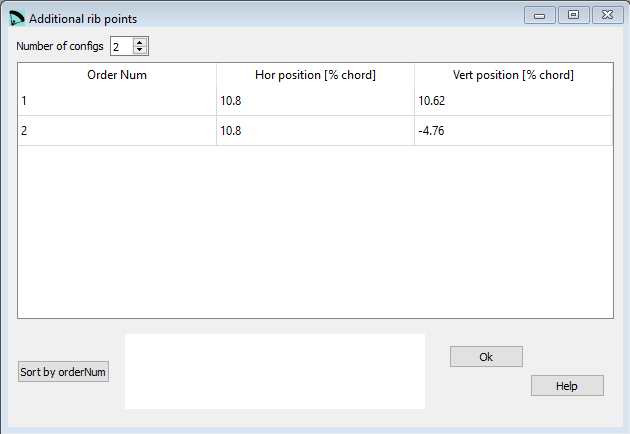 Additional rib points
Number of configs 2
Order Num Hor position [% chord] Vert position [% chord]
1 10.8 10.62
2 10.8 -4.76
Sort by orderNum
Ok
Help